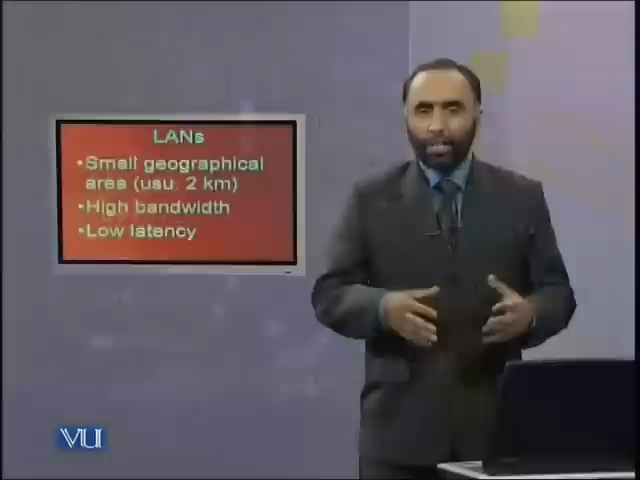 LANs
•Small geographical
area (usu. 2 km)
•High bandwidth
•Low latency
VU